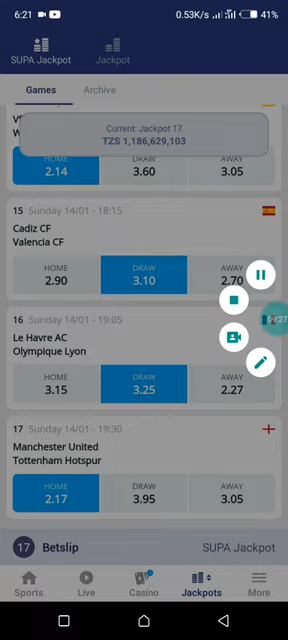 6:21
0.53K/s
41%
SUPA Jackpot
Jackpot
Games
Archive
Current: Jackpot 17
TZS 1,186,629,103
HOME
2.14
DRAW
3.60
AWAY
3.05
15 Sunday 14/01 - 18:15
Cadiz CF
Valencia CF
HOME
2.90
DRAW
3.10
AWAY
2.70
16 Sunday 14/01 - 19:05
09:27
Le Havre AC
Olympique Lyon
HOME
3.15
DRAW
3.25
AWAY
2.27
17 Sunday 14/01 - 19:30
Manchester United
Tottenham Hotspur
HOME
2.17
DRAW
3.95
AWAY
3.05
17 Betslip SUPA Jackpot
Sports
Live
Casino
Jackpots
More